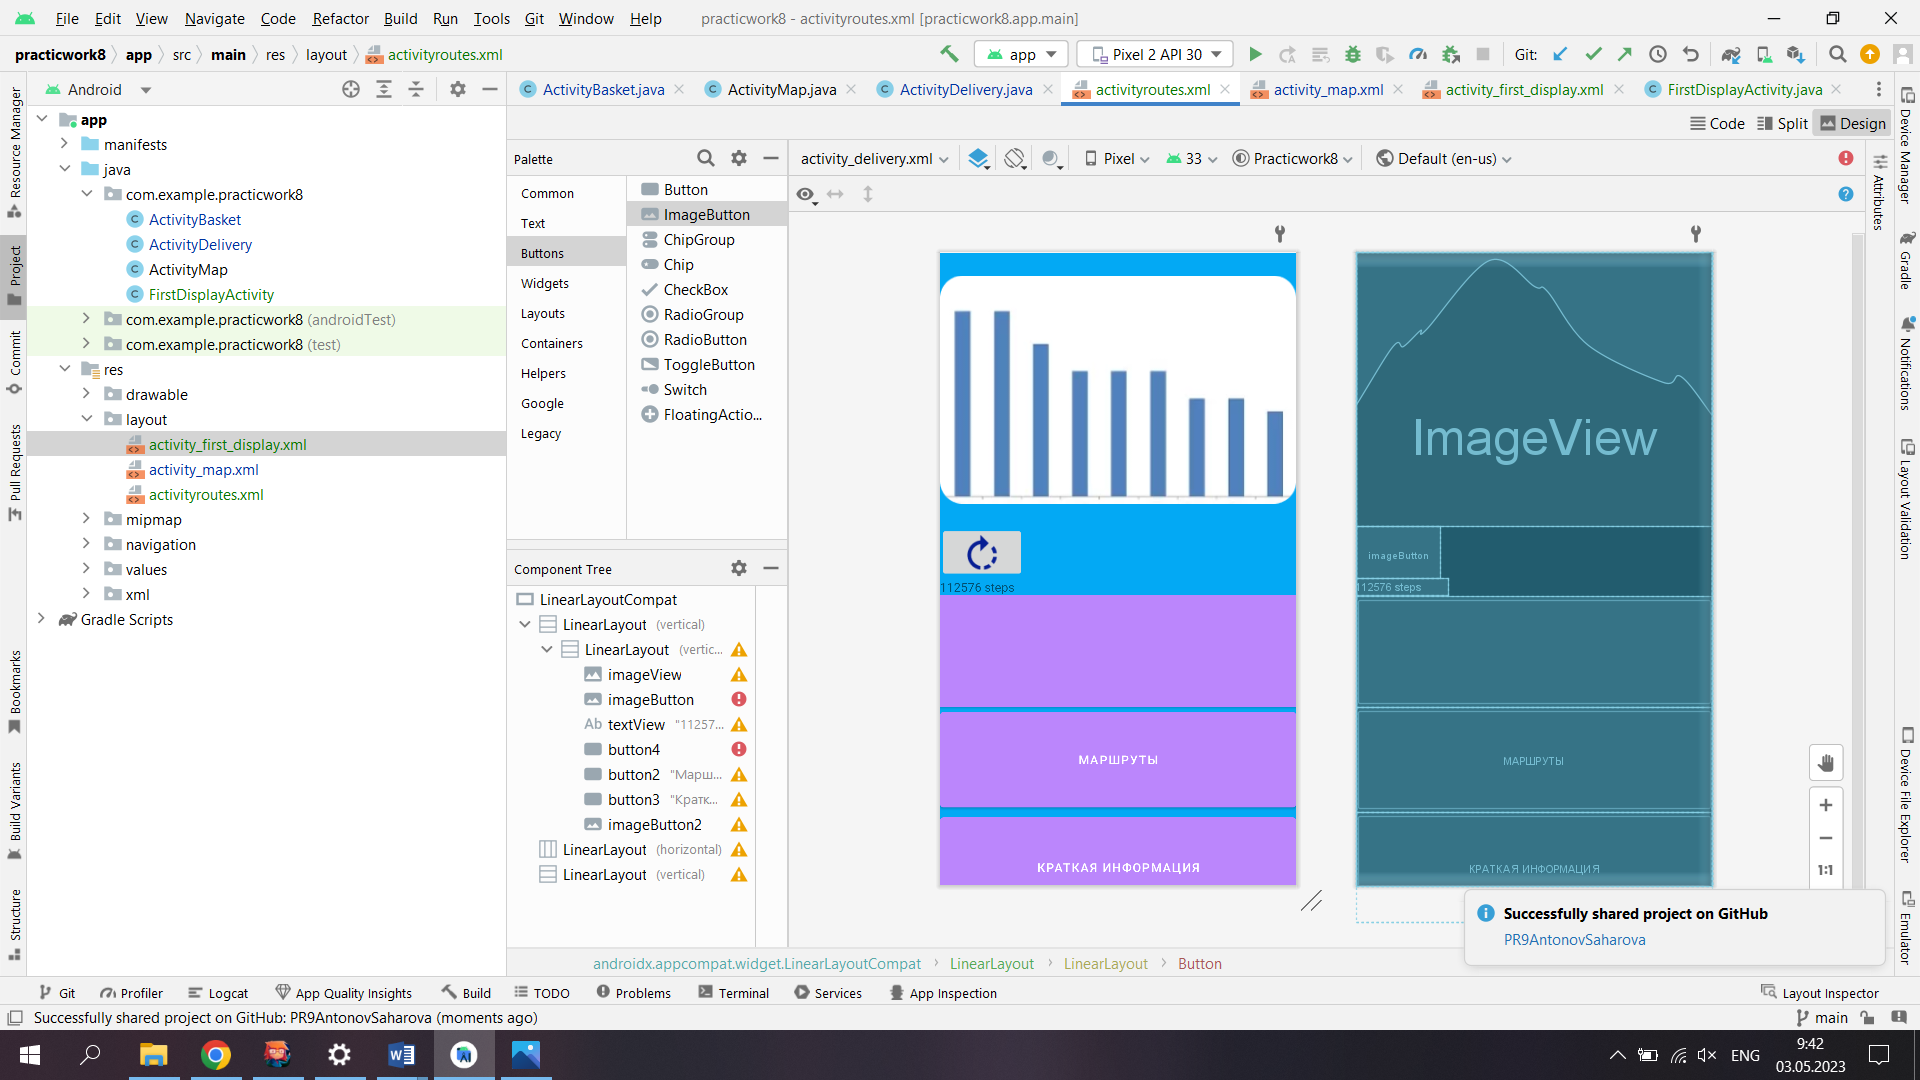 File Edit View Navigate Code Refactor Build Run Tools Git Window Help practicwork8 - activityroutes.xml [practicwork8.app.main]
practicwork8 app src main res layout activityroutes.xml app Pixel 2 API 30 Git:
Android ActivityBasket.java ActivityMap.java ActivityDelivery.java activityroutes.xml activity_map.xml activity_first_display.xml FirstDisplayActivity.java
Code Split Design
Resource Manager
Project
Commit
Pull Requests
Bookmarks
Build Variants
Structure
app
manifests
java
com.example.practicwork8
ActivityBasket
ActivityDelivery
ActivityMap
FirstDisplayActivity
com.example.practicwork8 (androidTest)
com.example.practicwork8 (test)
res
drawable
layout
activity_first_display.xml
activity_map.xml
activityroutes.xml
mipmap
navigation
values
xml
Gradle Scripts
Palette
Common
Text
Buttons
Widgets
Layouts
Containers
Helpers
Google
Legacy
Button
ImageButton
ChipGroup
Chip
CheckBox
RadioGroup
RadioButton
ToggleButton
Switch
FloatingActio...
Component Tree
LinearLayoutCompat
LinearLayout (vertical)
LinearLayout (vertic...
imageView
imageButton
Ab textView "11257...
button4
button2 "Марш...
button3 "Кратк...
imageButton2
LinearLayout (horizontal)
LinearLayout (vertical)
activity_delivery.xml Pixel 33 Practicwork8 Default (en-us)
112576 steps
МАРШРУТЫ
КРАТКАЯ ИНФОРМАЦИЯ
ImageView
imageButton
112576 steps
МАРШРУТЫ
КРАТКАЯ ИНФОРМАЦИЯ
1:1
Successfully shared project on GitHub
PR9AntonovSaharova
Attributes
Device Manager
Gradle
Notifications
Layout Validation
Device File Explorer
Emulator
androidx.appcompat.widget.LinearLayoutCompat LinearLayout LinearLayout Button
Git Profiler Logcat App Quality Insights Build TODO Problems Terminal Services App Inspection Layout Inspector
Successfully shared project on GitHub: PR9AntonovSaharova (moments ago) main
ENG 9:42
03.05.2023